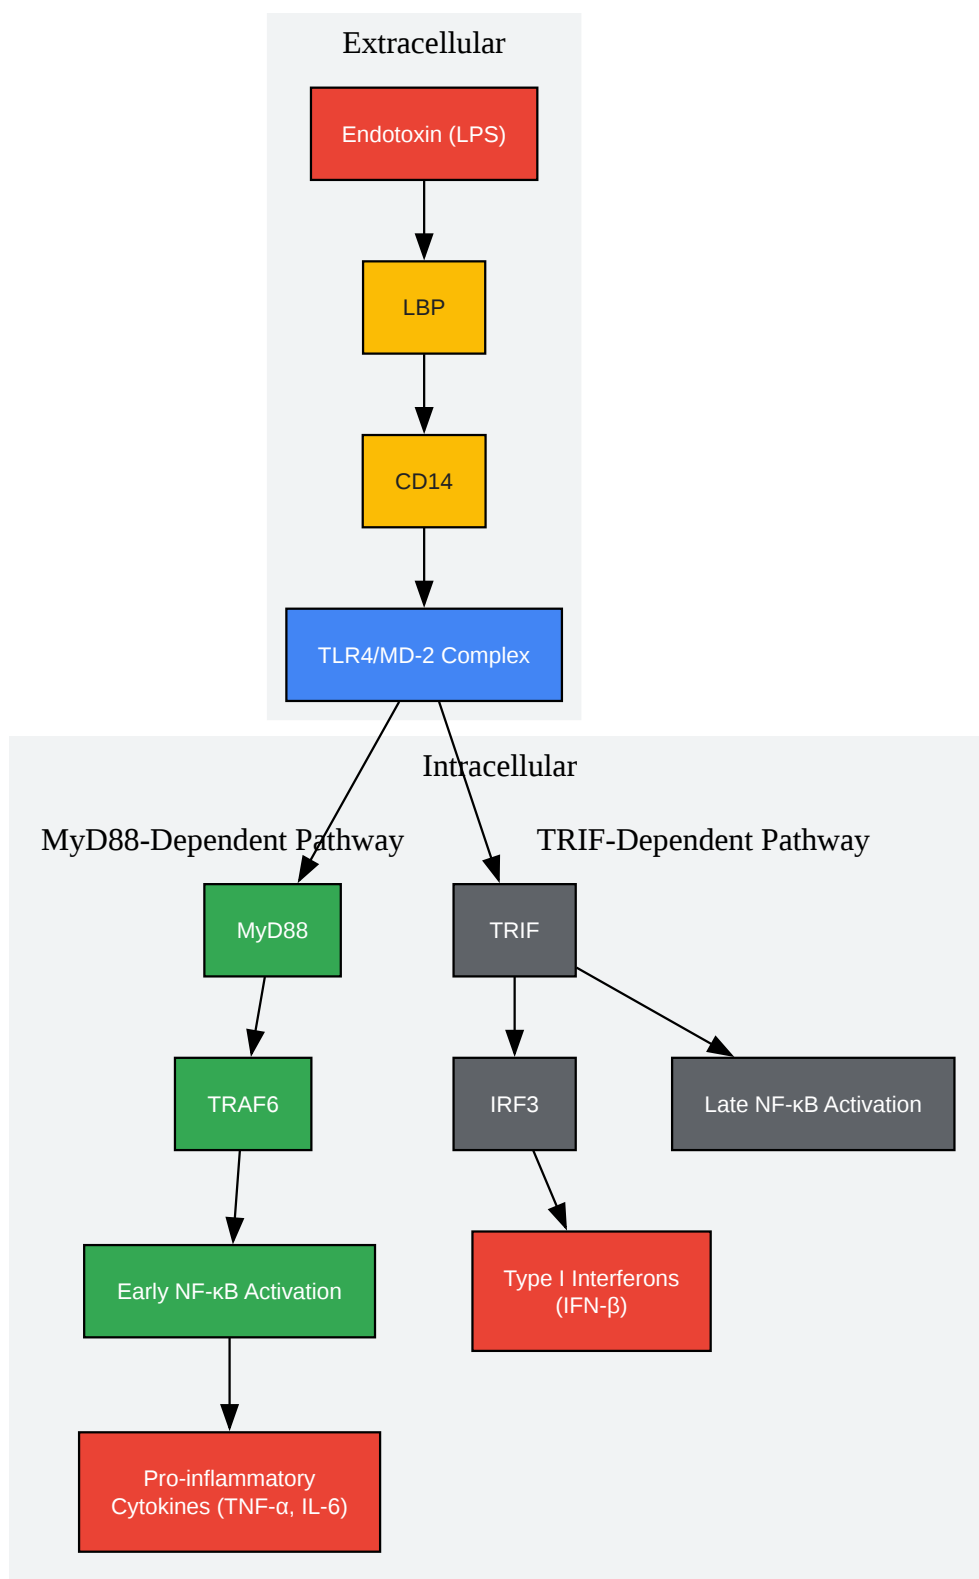 Extracellular
Endotoxin (LPS)
LBP
CD14
TLR4/MD-2 Complex
Intracellular
MyD88-Dependent Pathway
TRIF-Dependent Pathway
MyD88
TRIF
TRAF6
IRF3
Late NF-κB Activation
Early NF-κB Activation
Type I Interferons
(IFN-β)
Pro-inflammatory
Cytokines (TNF-α, IL-6)